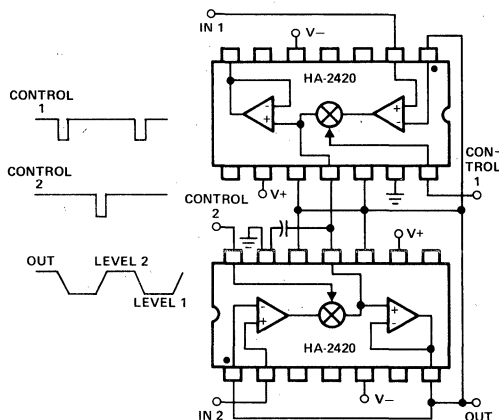 IN 1
V–
HA-2420
CONTROL
1
CON-
TROL
1
CONTROL
2
V+
CONTROL
2
V+
OUT
LEVEL 2
LEVEL 1
HA-2420
V–
IN 2
OUT